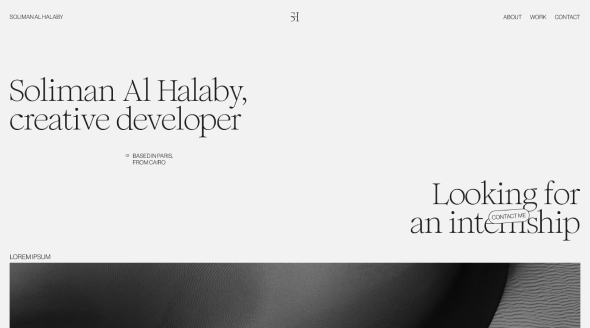 SOLIMAN AL HALABY
SH
ABOUT WORK CONTACT
Soliman Al Halaby,
creative developer
BASED IN PARIS,
FROM CAIRO
Looking for
an internship
CONTACT ME
LOREM IPSUM